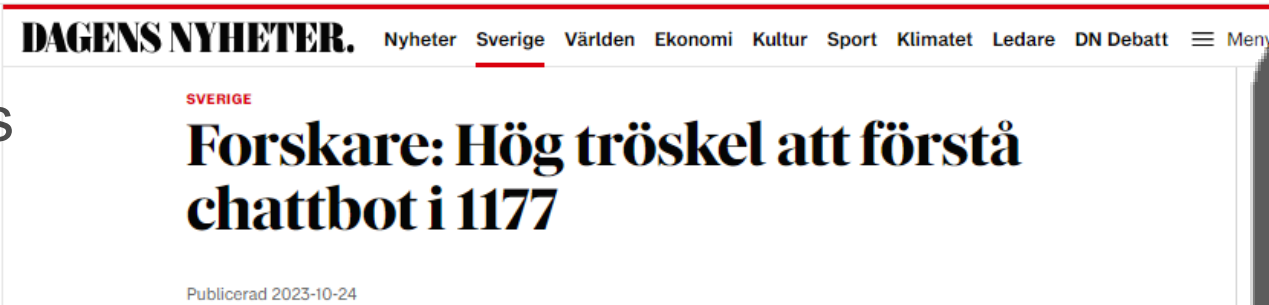 DAGENS NYHETER. Nyheter Sverige Världen Ekonomi Kultur Sport Klimatet Ledare DN Debatt Meny
SVERIGE
s
Forskare: Hög tröskel att förstå
chattbot i 1177
Publicerad 2023-10-24